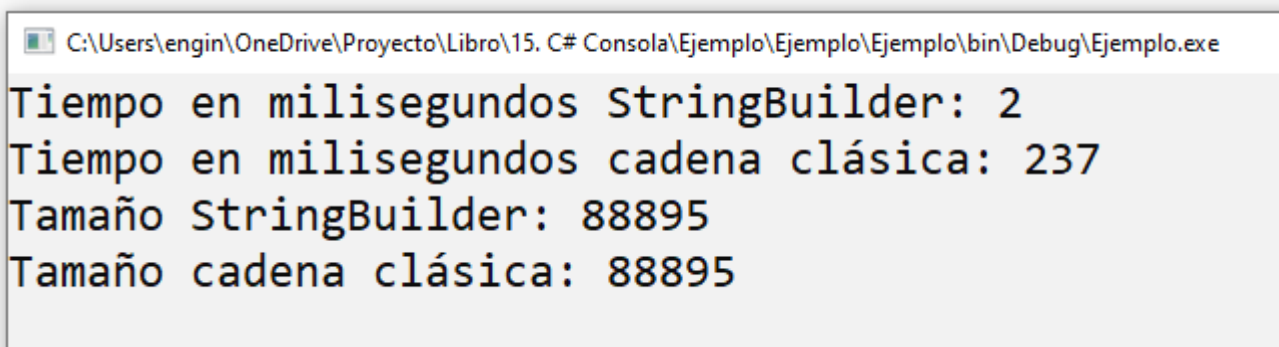 C:\Users\engin\OneDrive\Proyecto\Libro\15. C# Consola\Ejemplo\Ejemplo\Ejemplo\bin\Debug\Ejemplo.exe
Tiempo en milisegundos StringBuilder: 2
Tiempo en milisegundos cadena clásica: 237
Tamaño StringBuilder: 88895
Tamaño cadena clásica: 88895